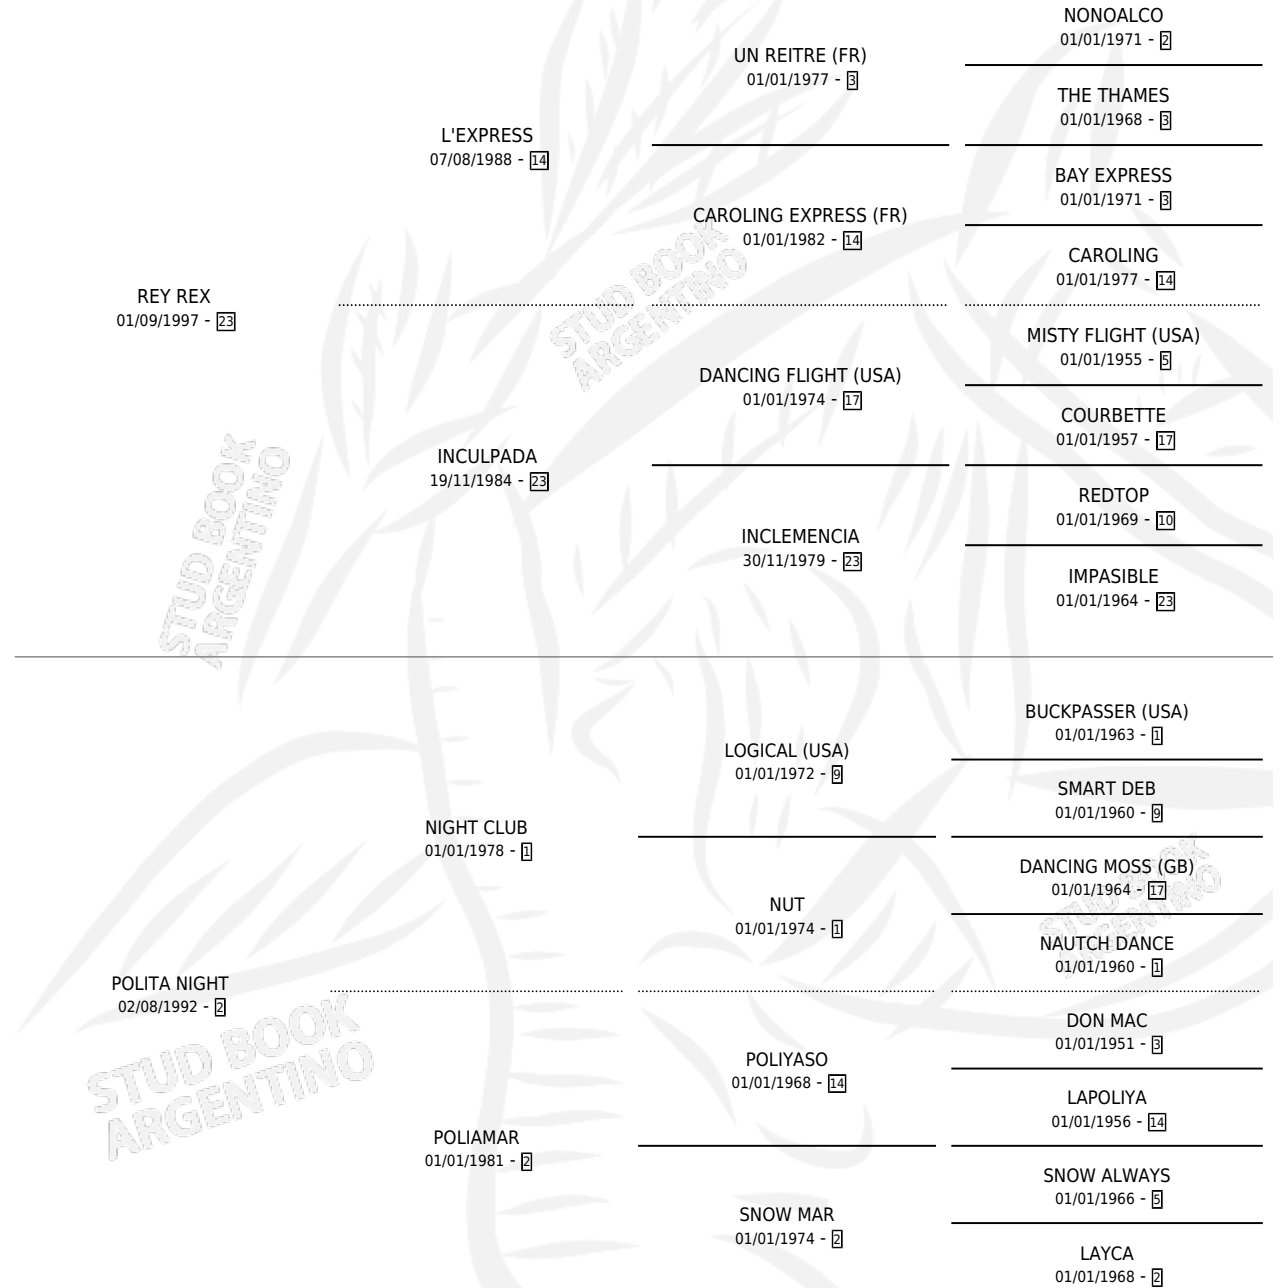 NONOALCO
01/01/1971 - 2
UN REITRE (FR)
01/01/1977 - 3
THE THAMES
01/01/1968 - 3
L'EXPRESS
07/08/1988 - 14
BAY EXPRESS
01/01/1971 - 3
CAROLING EXPRESS (FR)
01/01/1982 - 14
CAROLING
01/01/1977 - 14
REY REX
01/09/1997 - 23
STUD BOOK
ARGENTINO
MISTY FLIGHT (USA)
01/01/1955 - 5
DANCING FLIGHT (USA)
01/01/1974 - 17
COURBETTE
01/01/1957 - 17
INCULPADA
19/11/1984 - 23
REDTOP
01/01/1969 - 10
INCLEMENCIA
30/11/1979 - 23
IMPASIBLE
01/01/1964 - 23
STUD BOOK
ARGENTINO
BUCKPASSER (USA)
01/01/1963 - 1
LOGICAL (USA)
01/01/1972 - 9
SMART DEB
01/01/1960 - 9
NIGHT CLUB
01/01/1978 - 1
DANCING MOSS (GB)
01/01/1964 - 17
NUT
01/01/1974 - 1
STUD BOOK
ARGENTINO
NAUTCH DANCE
01/01/1960 - 1
POLITA NIGHT
02/08/1992 - 2
STUD BOOK
ARGENTINO
DON MAC
01/01/1951 - 3
POLIYASO
01/01/1968 - 14
LAPOLIYA
01/01/1956 - 14
POLIAMAR
01/01/1981 - 2
SNOW ALWAYS
01/01/1966 - 5
SNOW MAR
01/01/1974 - 2
LAYCA
01/01/1968 - 2